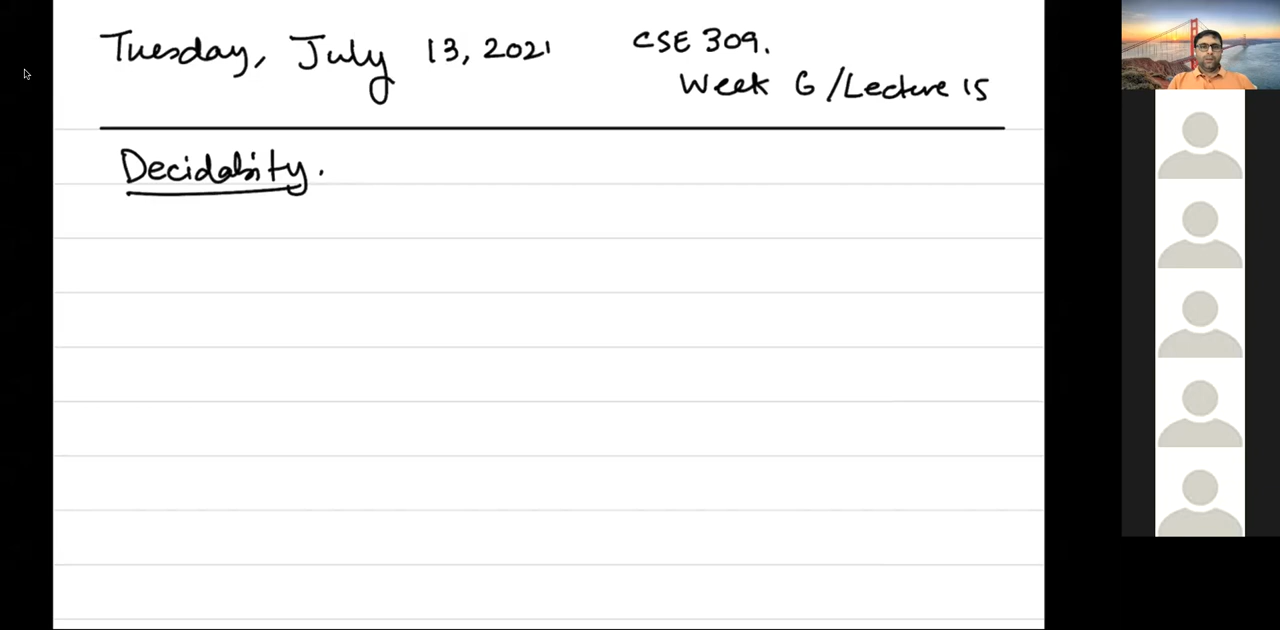 Tuesday, July 13, 2021
CSE 309.
Week 6 / Lecture 15
Decidability.